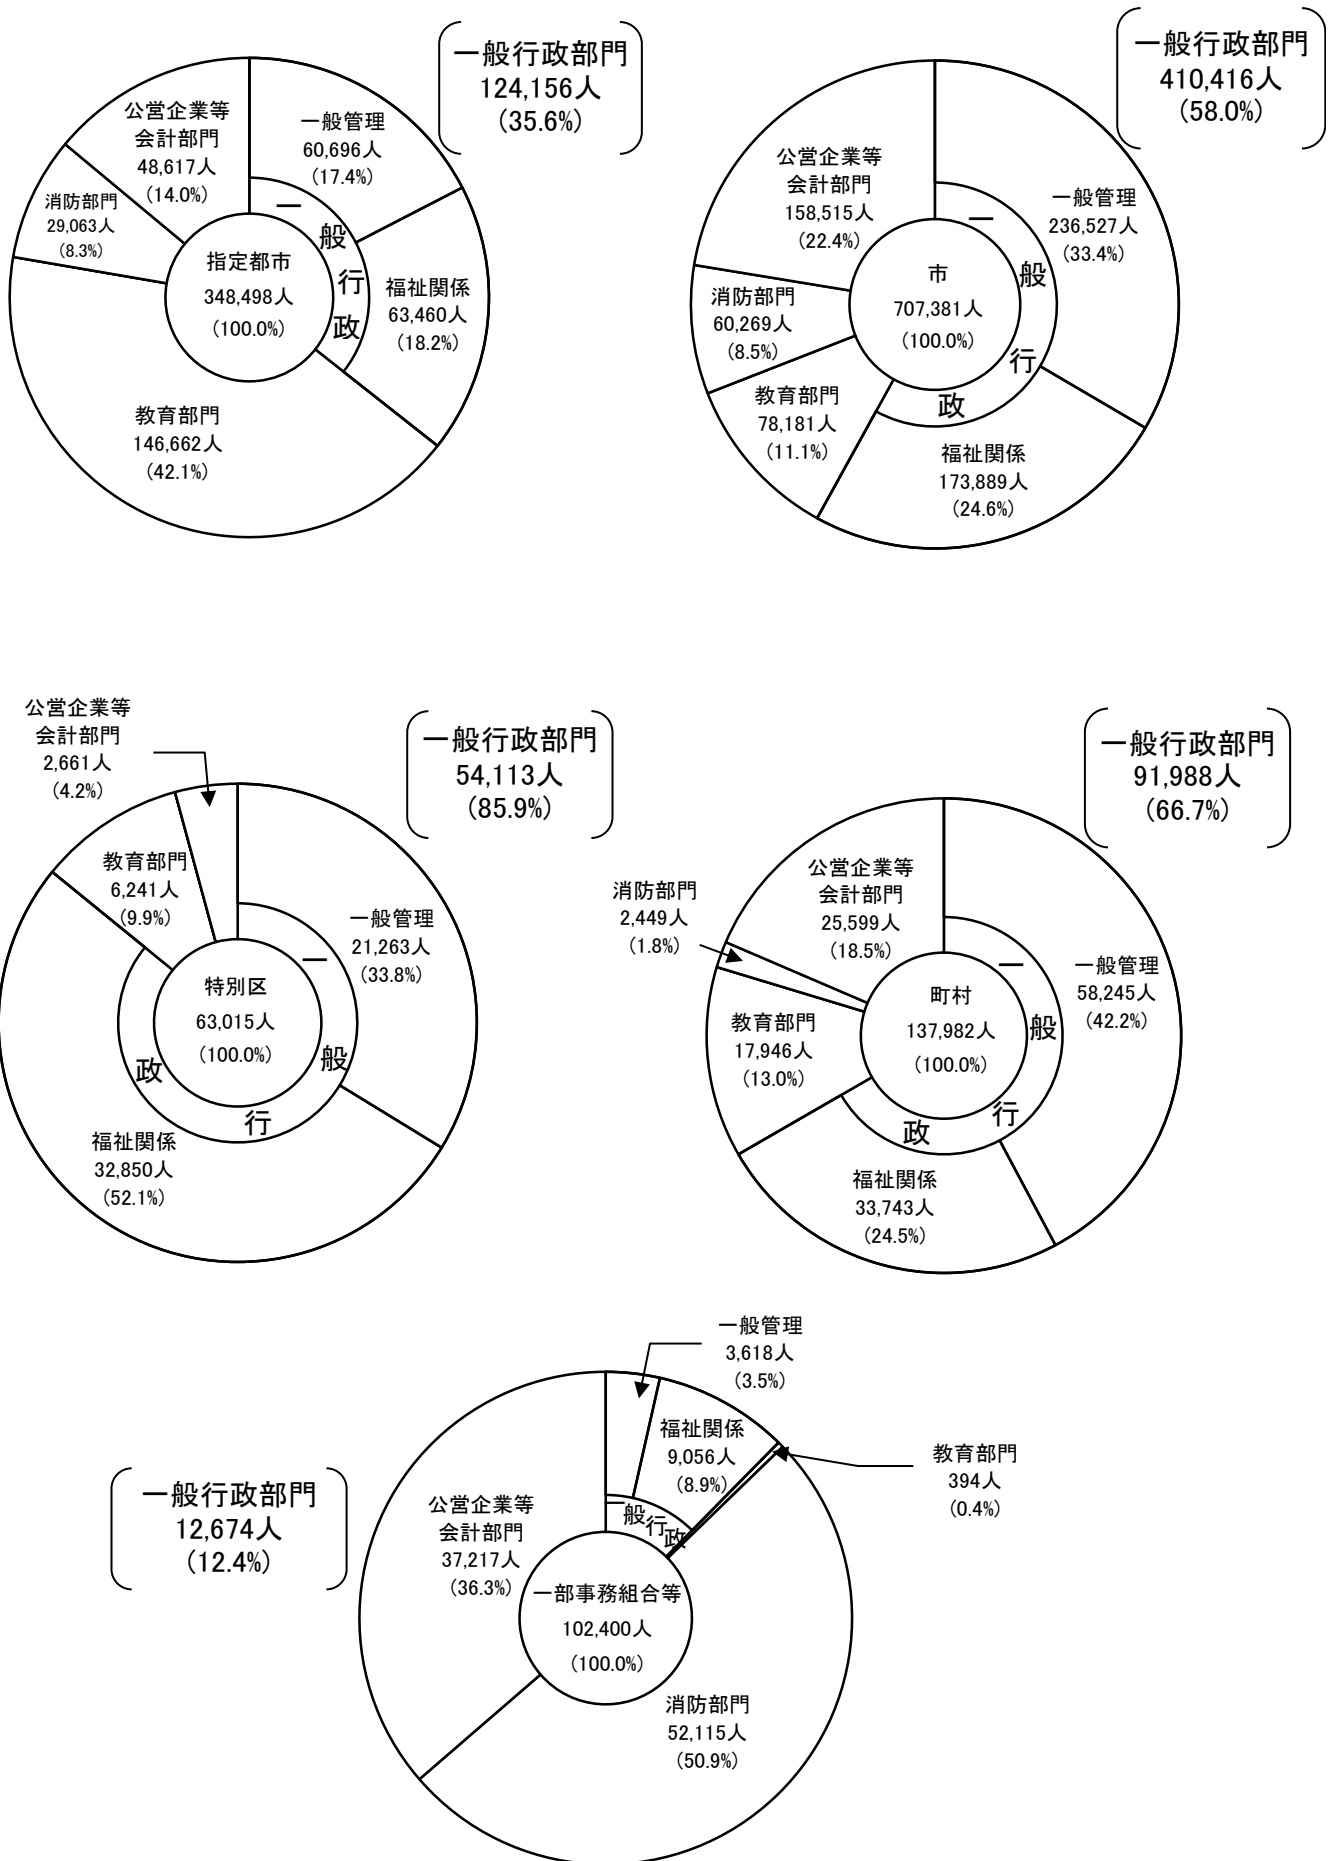 一般行政部門
124,156人
(35.6%)
公営企業等
会計部門
48,617人
(14.0%)
一般管理
60,696人
(17.4%)
消防部門
29,063人
(8.3%)
指定都市
348,498人
(100.0%)
一
般
行
政
福祉関係
63,460人
(18.2%)
教育部門
146,662人
(42.1%)
一般行政部門
410,416人
(58.0%)
公営企業等
会計部門
158,515人
(22.4%)
一般管理
236,527人
(33.4%)
消防部門
60,269人
(8.5%)
市
707,381人
(100.0%)
一
般
行
政
教育部門
78,181人
(11.1%)
福祉関係
173,889人
(24.6%)
公営企業等
会計部門
2,661人
(4.2%)
一般行政部門
54,113人
(85.9%)
教育部門
6,241人
(9.9%)
一般管理
21,263人
(33.8%)
特別区
63,015人
(100.0%)
一
般
行
政
福祉関係
32,850人
(52.1%)
一般行政部門
91,988人
(66.7%)
公営企業等
会計部門
25,599人
(18.5%)
消防部門
2,449人
(1.8%)
一般管理
58,245人
(42.2%)
町村
137,982人
(100.0%)
一
般
行
政
教育部門
17,946人
(13.0%)
福祉関係
33,743人
(24.5%)
一般管理
3,618人
(3.5%)
福祉関係
9,056人
(8.9%)
教育部門
394人
(0.4%)
一般行政部門
12,674人
(12.4%)
公営企業等
会計部門
37,217人
(36.3%)
一
般
行
政
一部事務組合等
102,400人
(100.0%)
消防部門
52,115人
(50.9%)